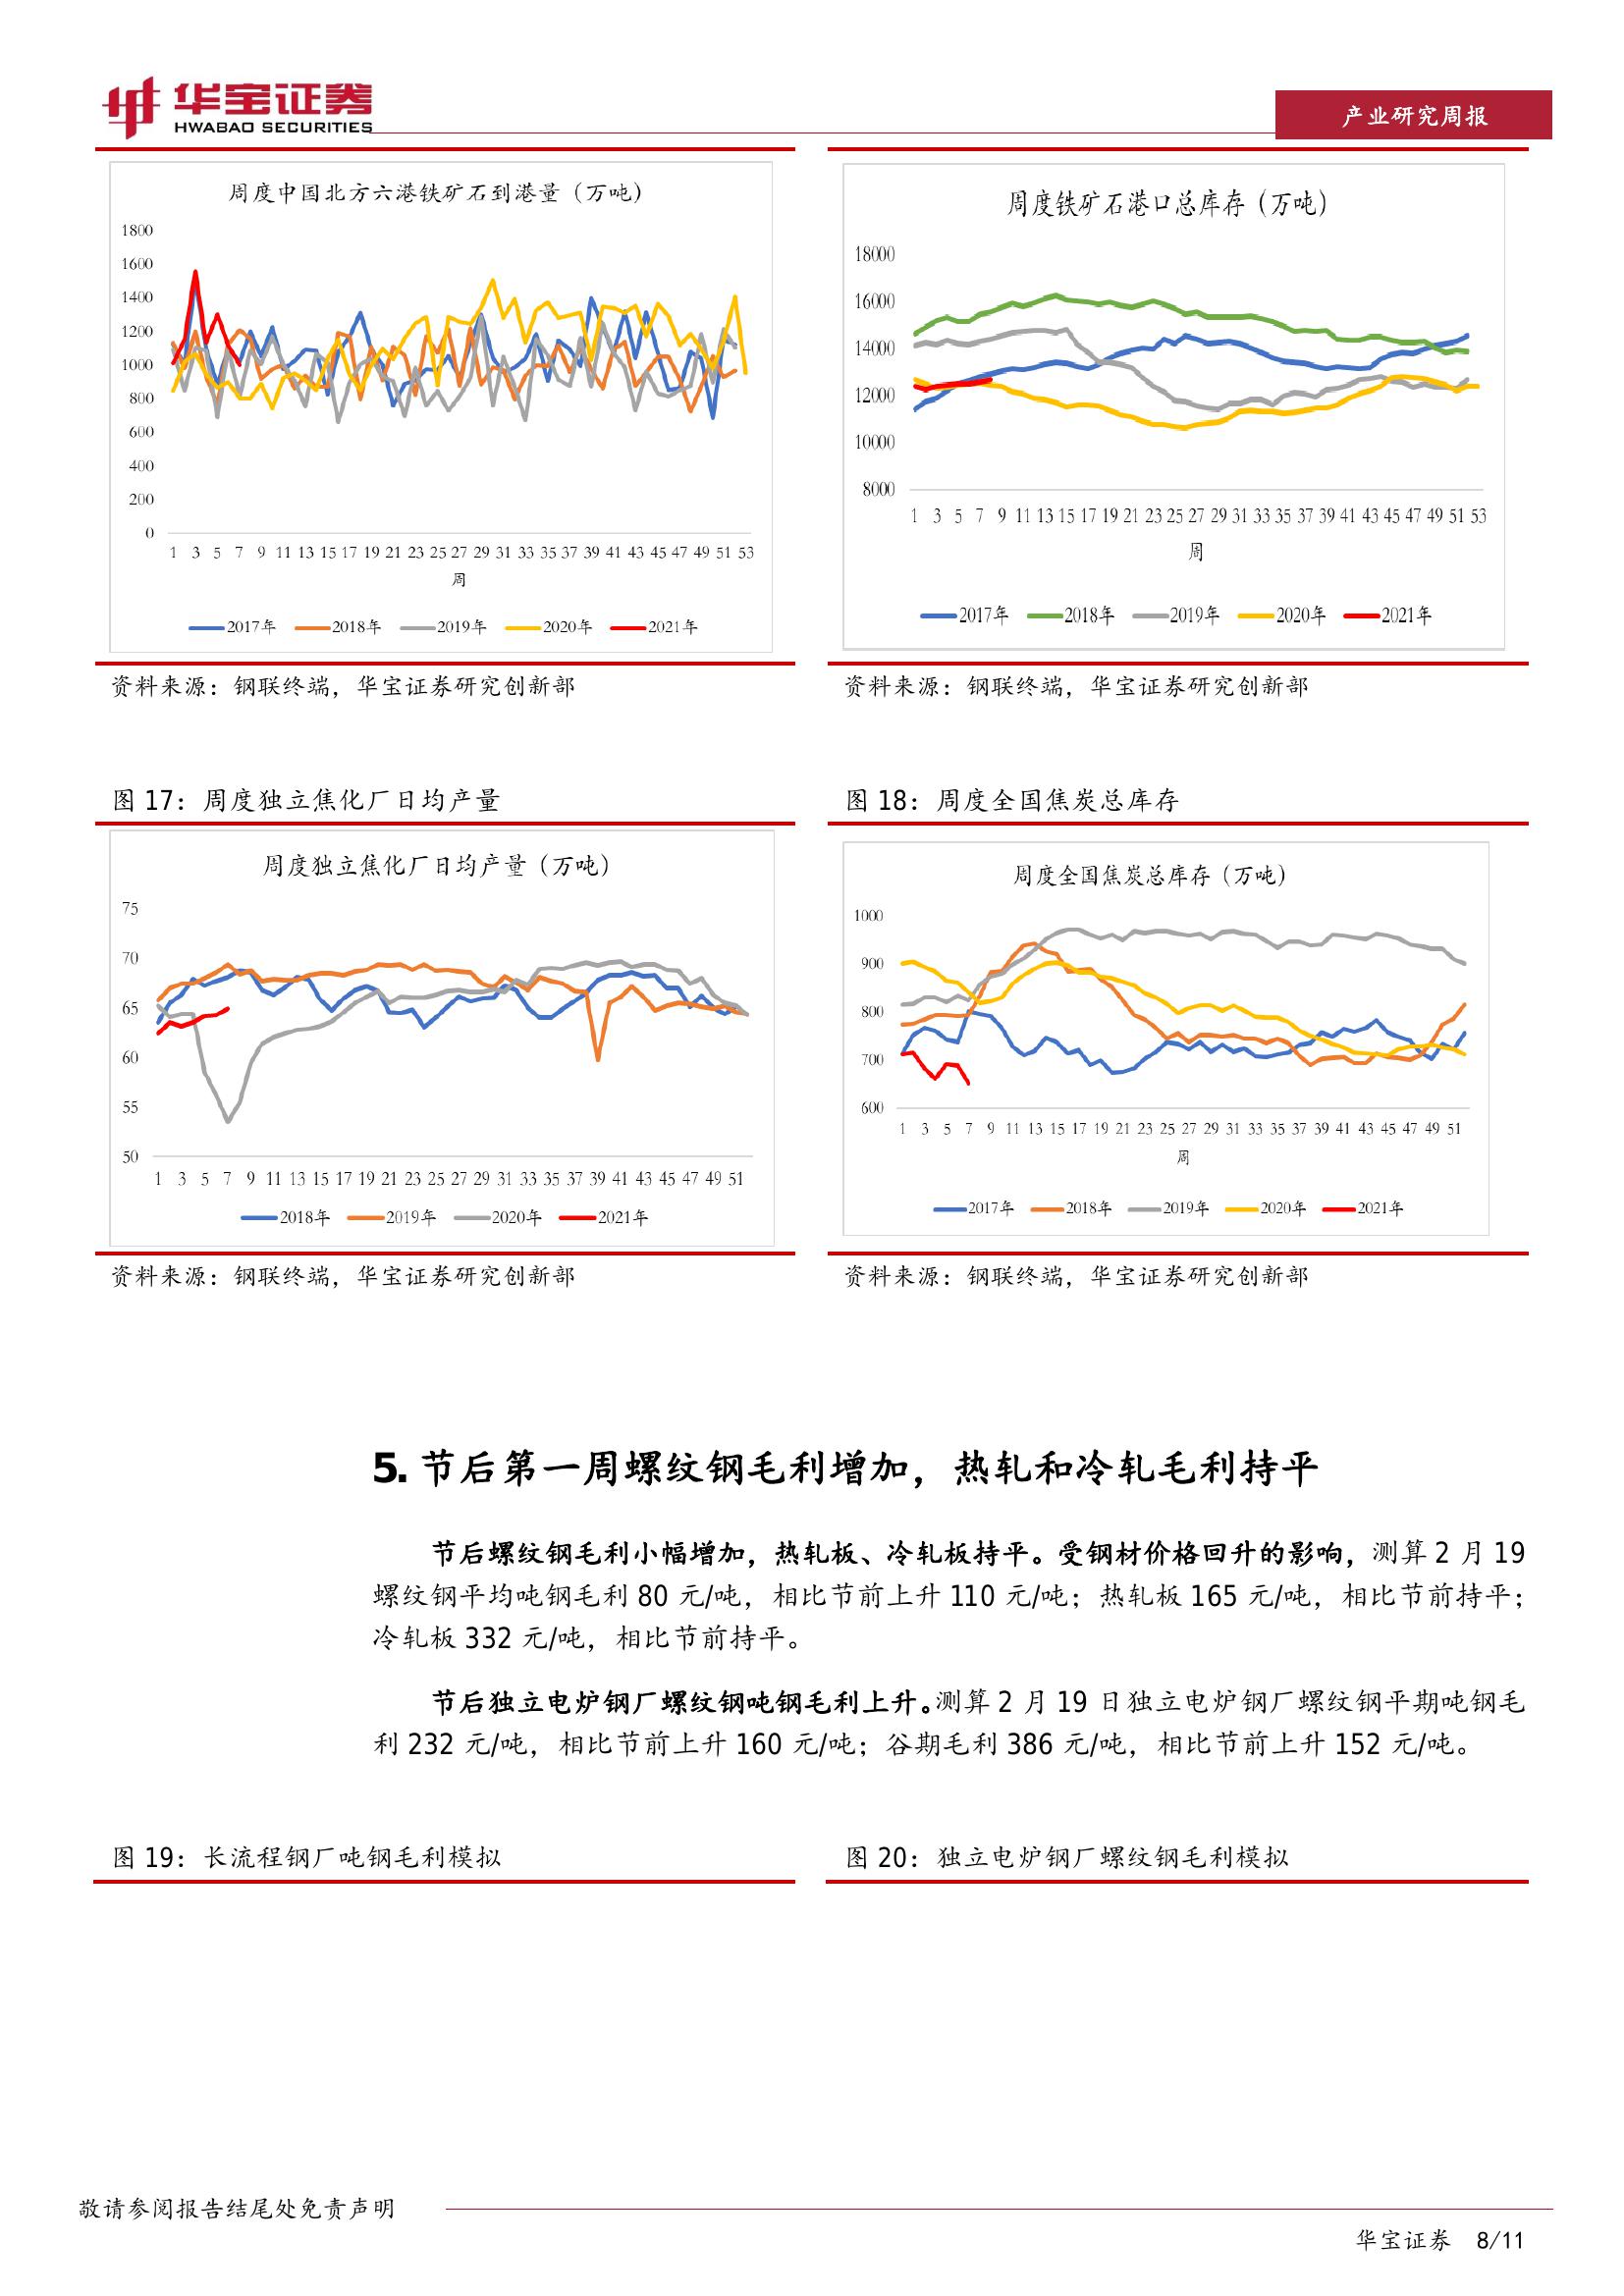 华宝证券
HWABAO SECURITIES
产业研究周报
周度中国北方六港铁矿石到港量（万吨）
1800
1600
1400
1200
1000
800
600
400
200
0
1 3 5 7 9 11 13 15 17 19 21 23 25 27 29 31 33 35 37 39 41 43 45 47 49 51 53
周
2017年 2018年 2019年 2020年 2021年
周度铁矿石港口总库存（万吨）
18000
16000
14000
12000
10000
8000
1 3 5 7 9 11 13 15 17 19 21 23 25 27 29 31 33 35 37 39 41 43 45 47 49 51 53
周
2017年 2018年 2019年 2020年 2021年
资料来源：钢联终端，华宝证券研究创新部
资料来源：钢联终端，华宝证券研究创新部
图 17：周度独立焦化厂日均产量
图 18：周度全国焦炭总库存
周度独立焦化厂日均产量（万吨）
75
70
65
60
55
50
1 3 5 7 9 11 13 15 17 19 21 23 25 27 29 31 33 35 37 39 41 43 45 47 49 51
2018年 2019年 2020年 2021年
周度全国焦炭总库存（万吨）
1000
900
800
700
600
1 3 5 7 9 11 13 15 17 19 21 23 25 27 29 31 33 35 37 39 41 43 45 47 49 51
周
2017年 2018年 2019年 2020年 2021年
资料来源：钢联终端，华宝证券研究创新部
资料来源：钢联终端，华宝证券研究创新部
5. 节后第一周螺纹钢毛利增加，热轧和冷轧毛利持平
节后螺纹钢毛利小幅增加，热轧板、冷轧板持平。受钢材价格回升的影响，测算 2 月 19
螺纹钢平均吨钢毛利 80 元/吨，相比节前上升 110 元/吨；热轧板 165 元/吨，相比节前持平；
冷轧板 332 元/吨，相比节前持平。
节后独立电炉钢厂螺纹钢吨钢毛利上升。测算 2 月 19 日独立电炉钢厂螺纹钢平期吨钢毛
利 232 元/吨，相比节前上升 160 元/吨；谷期毛利 386 元/吨，相比节前上升 152 元/吨。
图 19：长流程钢厂吨钢毛利模拟
图 20：独立电炉钢厂螺纹钢毛利模拟
敬请参阅报告结尾处免责声明
华宝证券 8/11